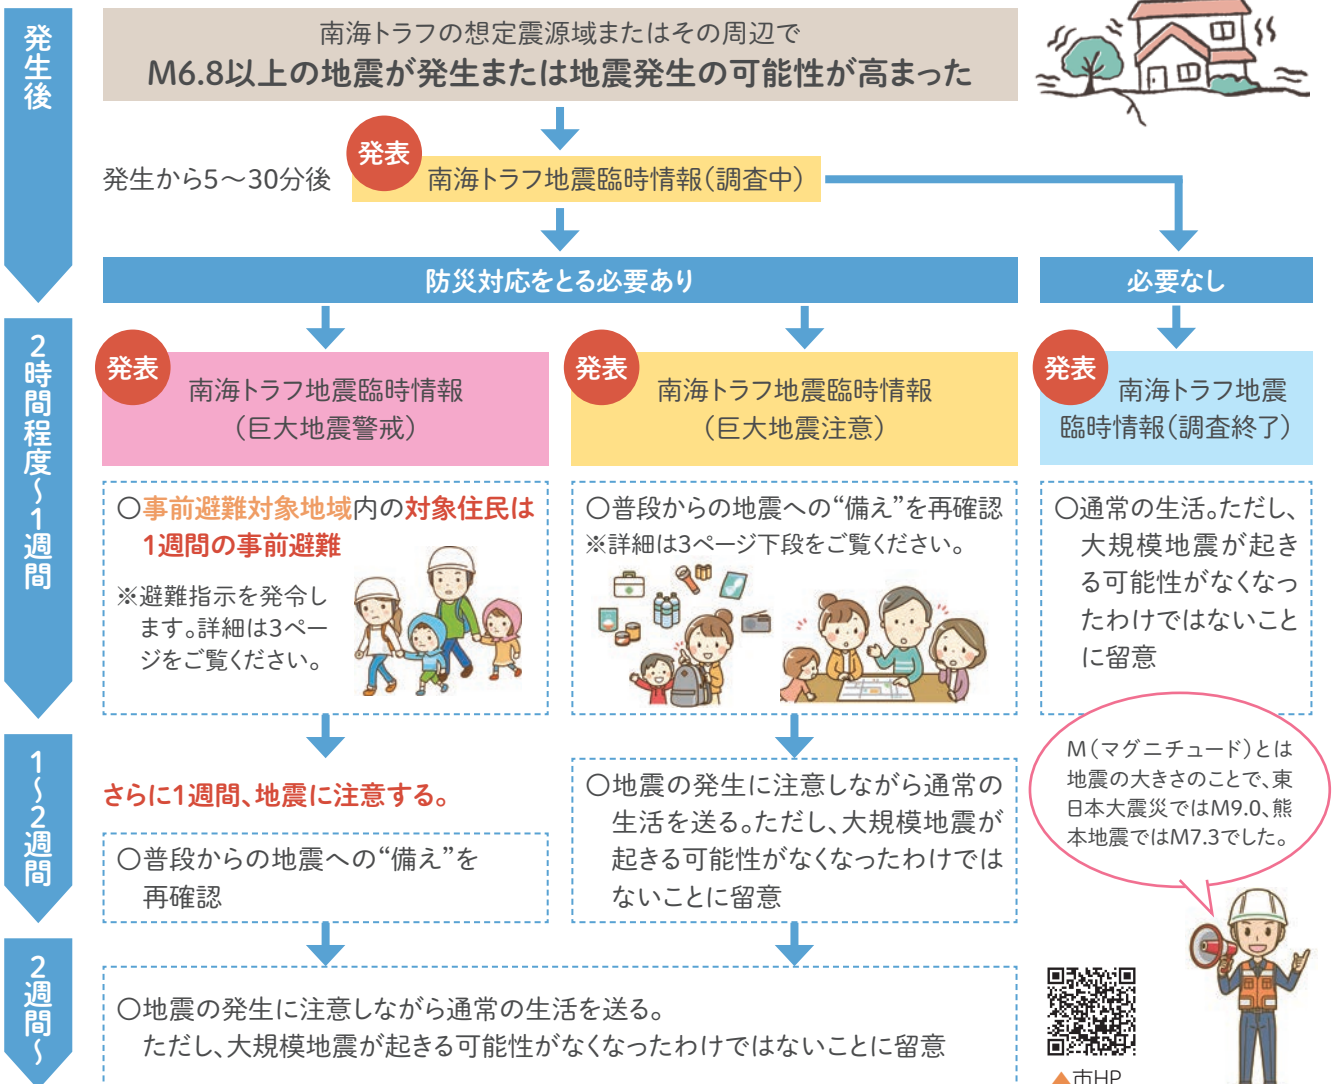 発生後
南海トラフの想定震源域またはその周辺で
M6.8以上の地震が発生または地震発生の可能性が高まった
発生から5～30分後
発表
南海トラフ地震臨時情報(調査中)
防災対応をとる必要あり
必要なし
2時間程度～1週間
発表
南海トラフ地震臨時情報
(巨大地震警戒)
発表
南海トラフ地震臨時情報
(巨大地震注意)
発表
南海トラフ地震
臨時情報(調査終了)
○事前避難対象地域内の対象住民は
1週間の事前避難
※避難指示を発令し
ます。詳細は3ペー
ジをご覧ください。
○普段からの地震への“備え”を再確認
※詳細は3ページ下段をご覧ください。
○通常の生活。ただし、
大規模地震が起き
る可能性がなくなっ
たわけではないこと
に留意
1～2週間
さらに1週間、地震に注意する。
○普段からの地震への“備え”を
再確認
○地震の発生に注意しながら通常の
生活を送る。ただし、大規模地震が
起きる可能性がなくなったわけでは
ないことに留意
M(マグニチュード)とは
地震の大きさのことで、東
日本大震災ではM9.0、熊
本地震ではM7.3でした。
2週間～
○地震の発生に注意しながら通常の生活を送る。
ただし、大規模地震が起きる可能性がなくなったわけではないことに留意
▲市HP